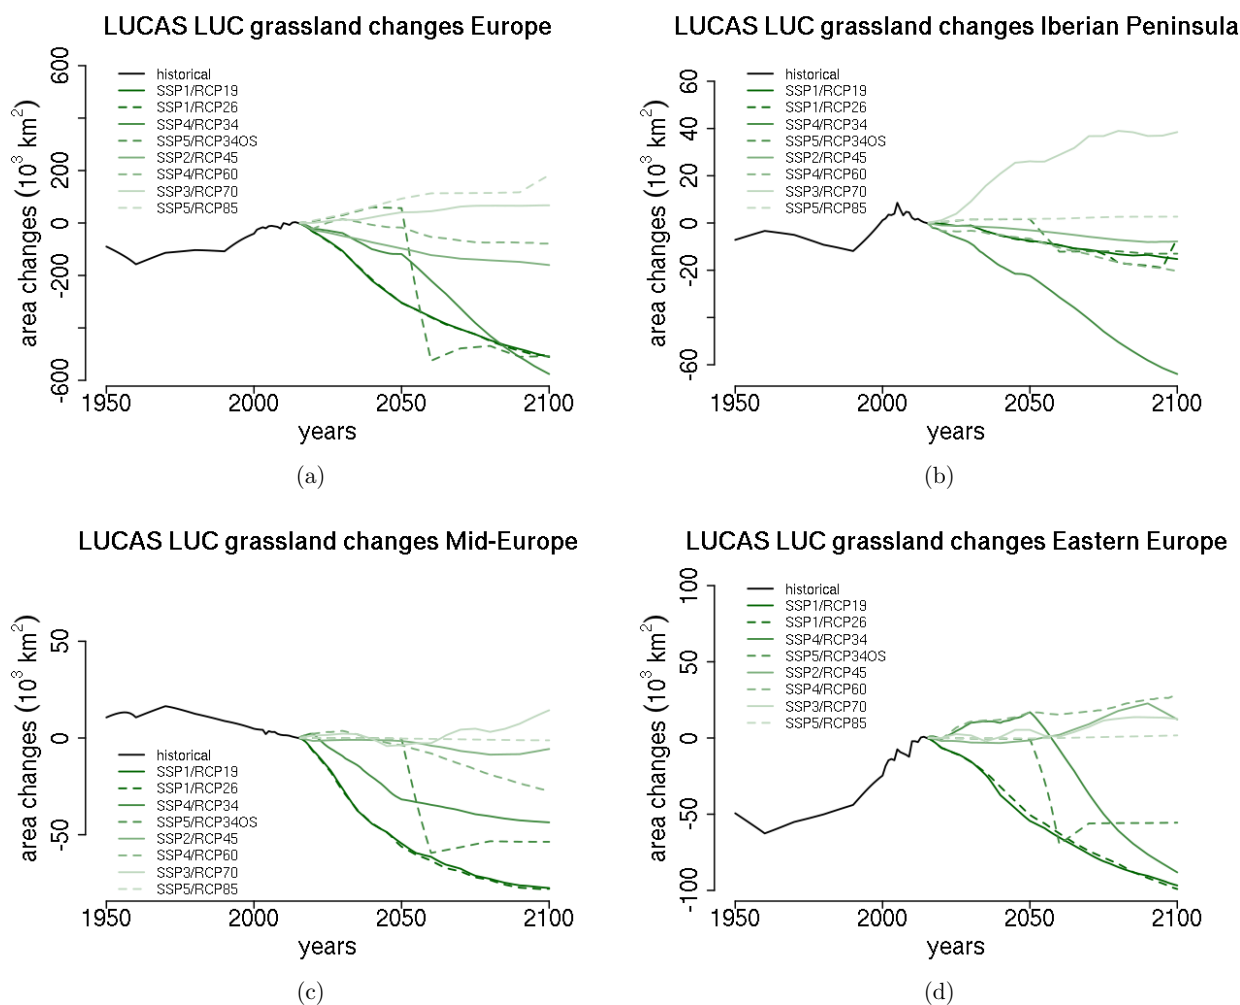 LUCAS LUC grassland changes Europe
area changes (10³ km²)
600
200
0
-200
-600
historical
SSP1/RCP19
SSP1/RCP26
SSP4/RCP34
SSP5/RCP34OS
SSP2/RCP45
SSP4/RCP60
SSP3/RCP70
SSP5/RCP85
1950 2000 2050 2100
years
(a)
LUCAS LUC grassland changes Iberian Peninsula
area changes (10³ km²)
60
40
20
0
-20
-60
historical
SSP1/RCP19
SSP1/RCP26
SSP4/RCP34
SSP5/RCP34OS
SSP2/RCP45
SSP4/RCP60
SSP3/RCP70
SSP5/RCP85
1950 2000 2050 2100
years
(b)
LUCAS LUC grassland changes Mid-Europe
area changes (10³ km²)
50
0
-50
historical
SSP1/RCP19
SSP1/RCP26
SSP4/RCP34
SSP5/RCP34OS
SSP2/RCP45
SSP4/RCP60
SSP3/RCP70
SSP5/RCP85
1950 2000 2050 2100
years
(c)
LUCAS LUC grassland changes Eastern Europe
area changes (10³ km²)
100
50
0
-50
-100
historical
SSP1/RCP19
SSP1/RCP26
SSP4/RCP34
SSP5/RCP34OS
SSP2/RCP45
SSP4/RCP60
SSP3/RCP70
SSP5/RCP85
1950 2000 2050 2100
years
(d)